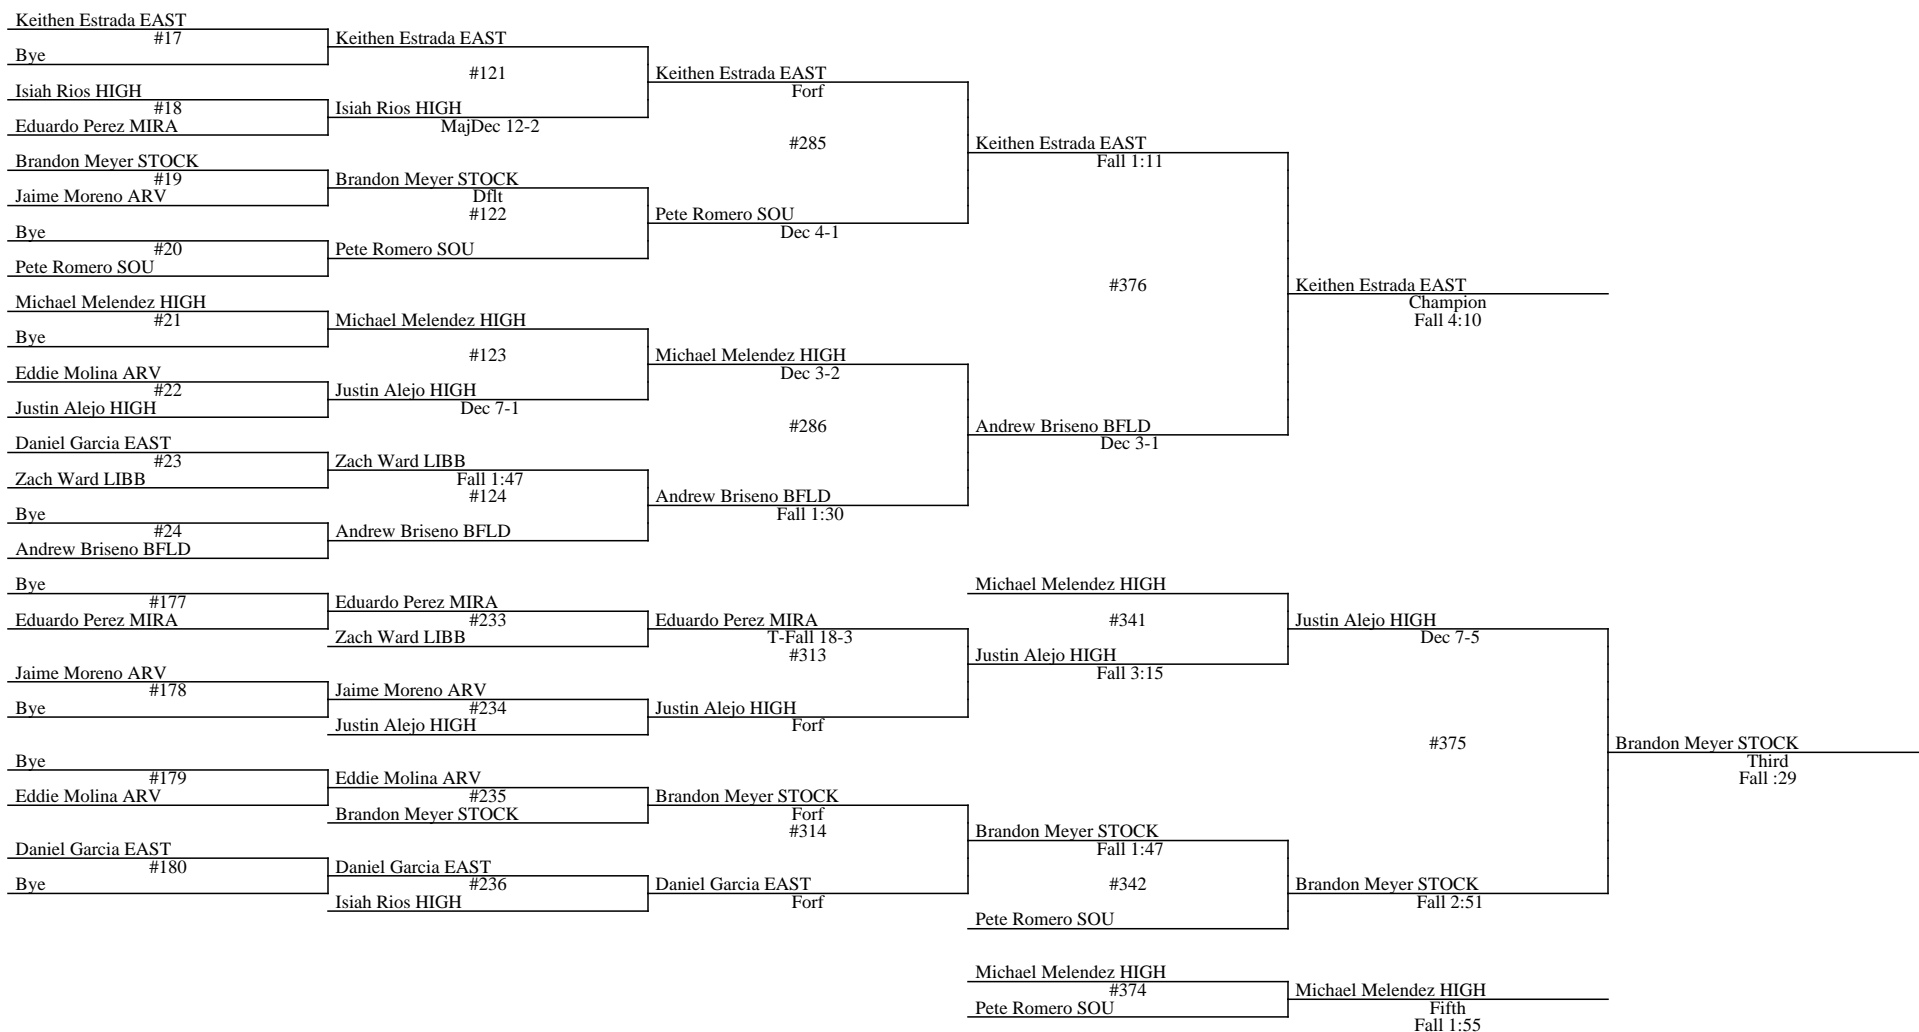 Keithen Estrada EAST
#17
Bye
Keithen Estrada EAST
#121
Isiah Rios HIGH
#18
Eduardo Perez MIRA
Isiah Rios HIGH
MajDec 12-2
Keithen Estrada EAST
Forf
#285
Brandon Meyer STOCK
#19
Jaime Moreno ARV
Brandon Meyer STOCK
Dflt
#122
Bye
#20
Pete Romero SOU
Pete Romero SOU
Pete Romero SOU
Dec 4-1
Keithen Estrada EAST
Fall 1:11
#376
Michael Melendez HIGH
#21
Bye
Michael Melendez HIGH
#123
Eddie Molina ARV
#22
Justin Alejo HIGH
Justin Alejo HIGH
Dec 7-1
Michael Melendez HIGH
Dec 3-2
#286
Daniel Garcia EAST
#23
Zach Ward LIBB
Zach Ward LIBB
Fall 1:47
#124
Bye
#24
Andrew Briseno BFLD
Andrew Briseno BFLD
Andrew Briseno BFLD
Fall 1:30
Andrew Briseno BFLD
Dec 3-1
Keithen Estrada EAST
Champion
Fall 4:10
Bye
#177
Eduardo Perez MIRA
Eduardo Perez MIRA
#233
Zach Ward LIBB
Eduardo Perez MIRA
T-Fall 18-3
#313
Jaime Moreno ARV
#178
Bye
Jaime Moreno ARV
#234
Justin Alejo HIGH
Justin Alejo HIGH
Forf
Michael Melendez HIGH
#341
Justin Alejo HIGH
Fall 3:15
Justin Alejo HIGH
Dec 7-5
#375
Bye
#179
Eddie Molina ARV
Eddie Molina ARV
#235
Brandon Meyer STOCK
Brandon Meyer STOCK
Forf
#314
Daniel Garcia EAST
#180
Bye
Daniel Garcia EAST
#236
Isiah Rios HIGH
Daniel Garcia EAST
Forf
Brandon Meyer STOCK
Fall 1:47
#342
Pete Romero SOU
Brandon Meyer STOCK
Fall 2:51
Brandon Meyer STOCK
Third
Fall :29
Michael Melendez HIGH
#374
Pete Romero SOU
Michael Melendez HIGH
Fifth
Fall 1:55